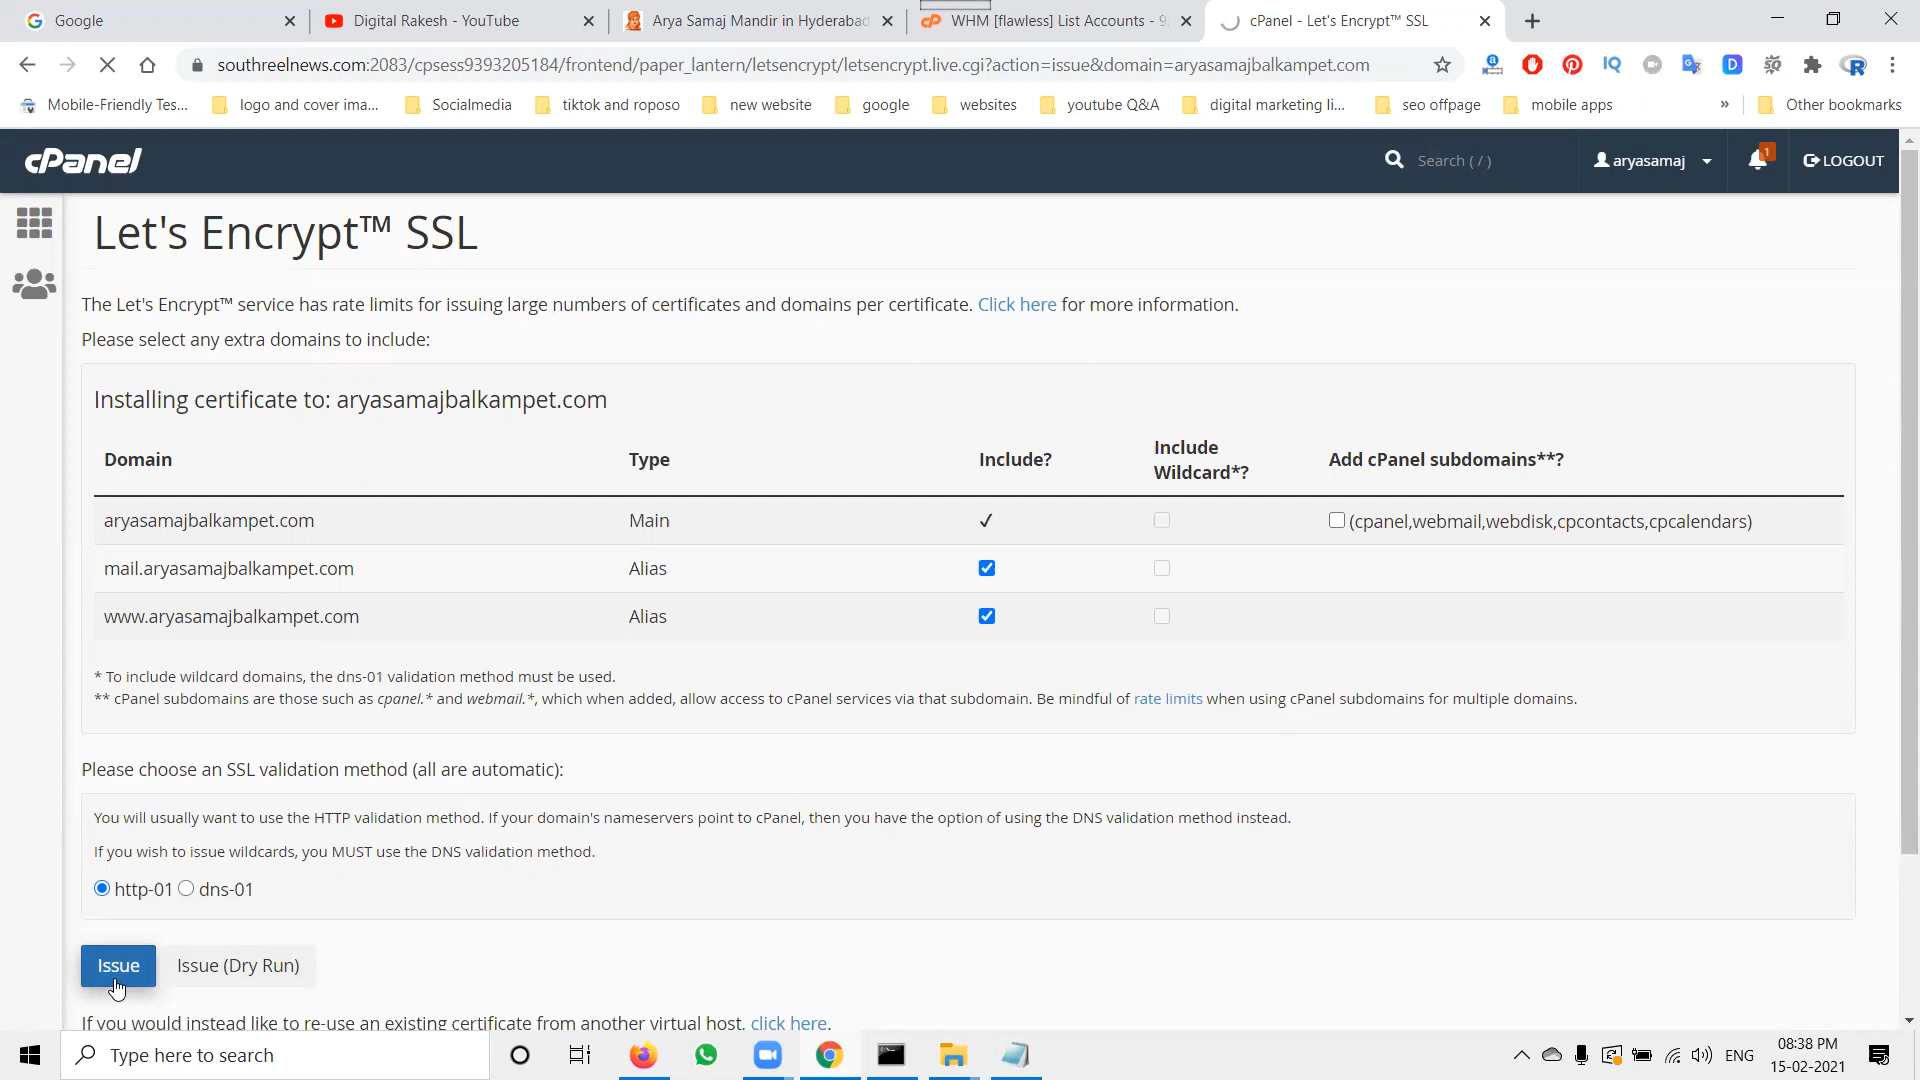 Google
Digital Rakesh - YouTube
Arya Samaj Mandir in Hyderabad
WHM [flawless] List Accounts - 9
cPanel - Let's Encrypt™ SSL
southreelnews.com:2083/cpsess9393205184/frontend/paper_lantern/letsencrypt/letsencrypt.live.cgi?action=issue&domain=aryasamajbalkampet.com
Mobile-Friendly Tes...
logo and cover ima...
Socialmedia
tiktok and roposo
new website
google
websites
youtube Q&A
digital marketing li...
seo offpage
mobile apps
»
Other bookmarks
cPanel
Search ( / )
aryasamaj
1
LOGOUT
Let's Encrypt™ SSL
The Let's Encrypt™ service has rate limits for issuing large numbers of certificates and domains per certificate. Click here for more information.
Please select any extra domains to include:
Installing certificate to: aryasamajbalkampet.com
Domain Type Include? Include Wildcard*? Add cPanel subdomains**?
aryasamajbalkampet.com Main ✓ (cpanel,webmail,webdisk,cpcontacts,cpcalendars)
mail.aryasamajbalkampet.com Alias
www.aryasamajbalkampet.com Alias
* To include wildcard domains, the dns-01 validation method must be used.
** cPanel subdomains are those such as cpanel.* and webmail.*, which when added, allow access to cPanel services via that subdomain. Be mindful of rate limits when using cPanel subdomains for multiple domains.
Please choose an SSL validation method (all are automatic):
You will usually want to use the HTTP validation method. If your domain's nameservers point to cPanel, then you have the option of using the DNS validation method instead.
If you wish to issue wildcards, you MUST use the DNS validation method.
http-01 dns-01
Issue Issue (Dry Run)
If you would instead like to re-use an existing certificate from another virtual host, click here.
Type here to search
ENG
08:38 PM
15-02-2021